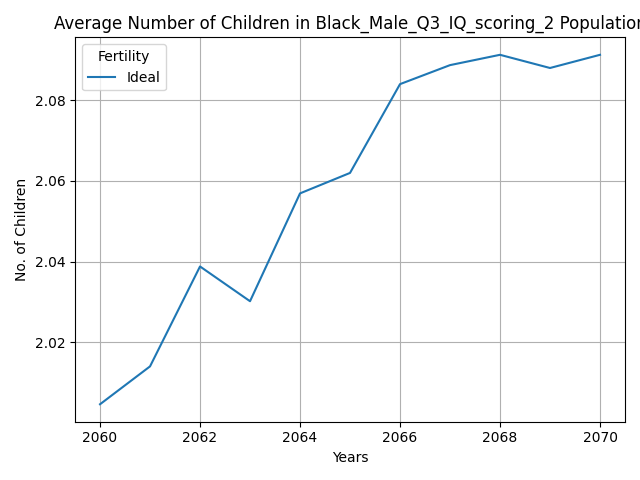 Average Number of Children in Black_Male_Q3_IQ_scoring_2 Population
Fertility
Ideal
2.08
2.06
2.04
2.02
No. of Children
2060 2062 2064 2066 2068 2070
Years